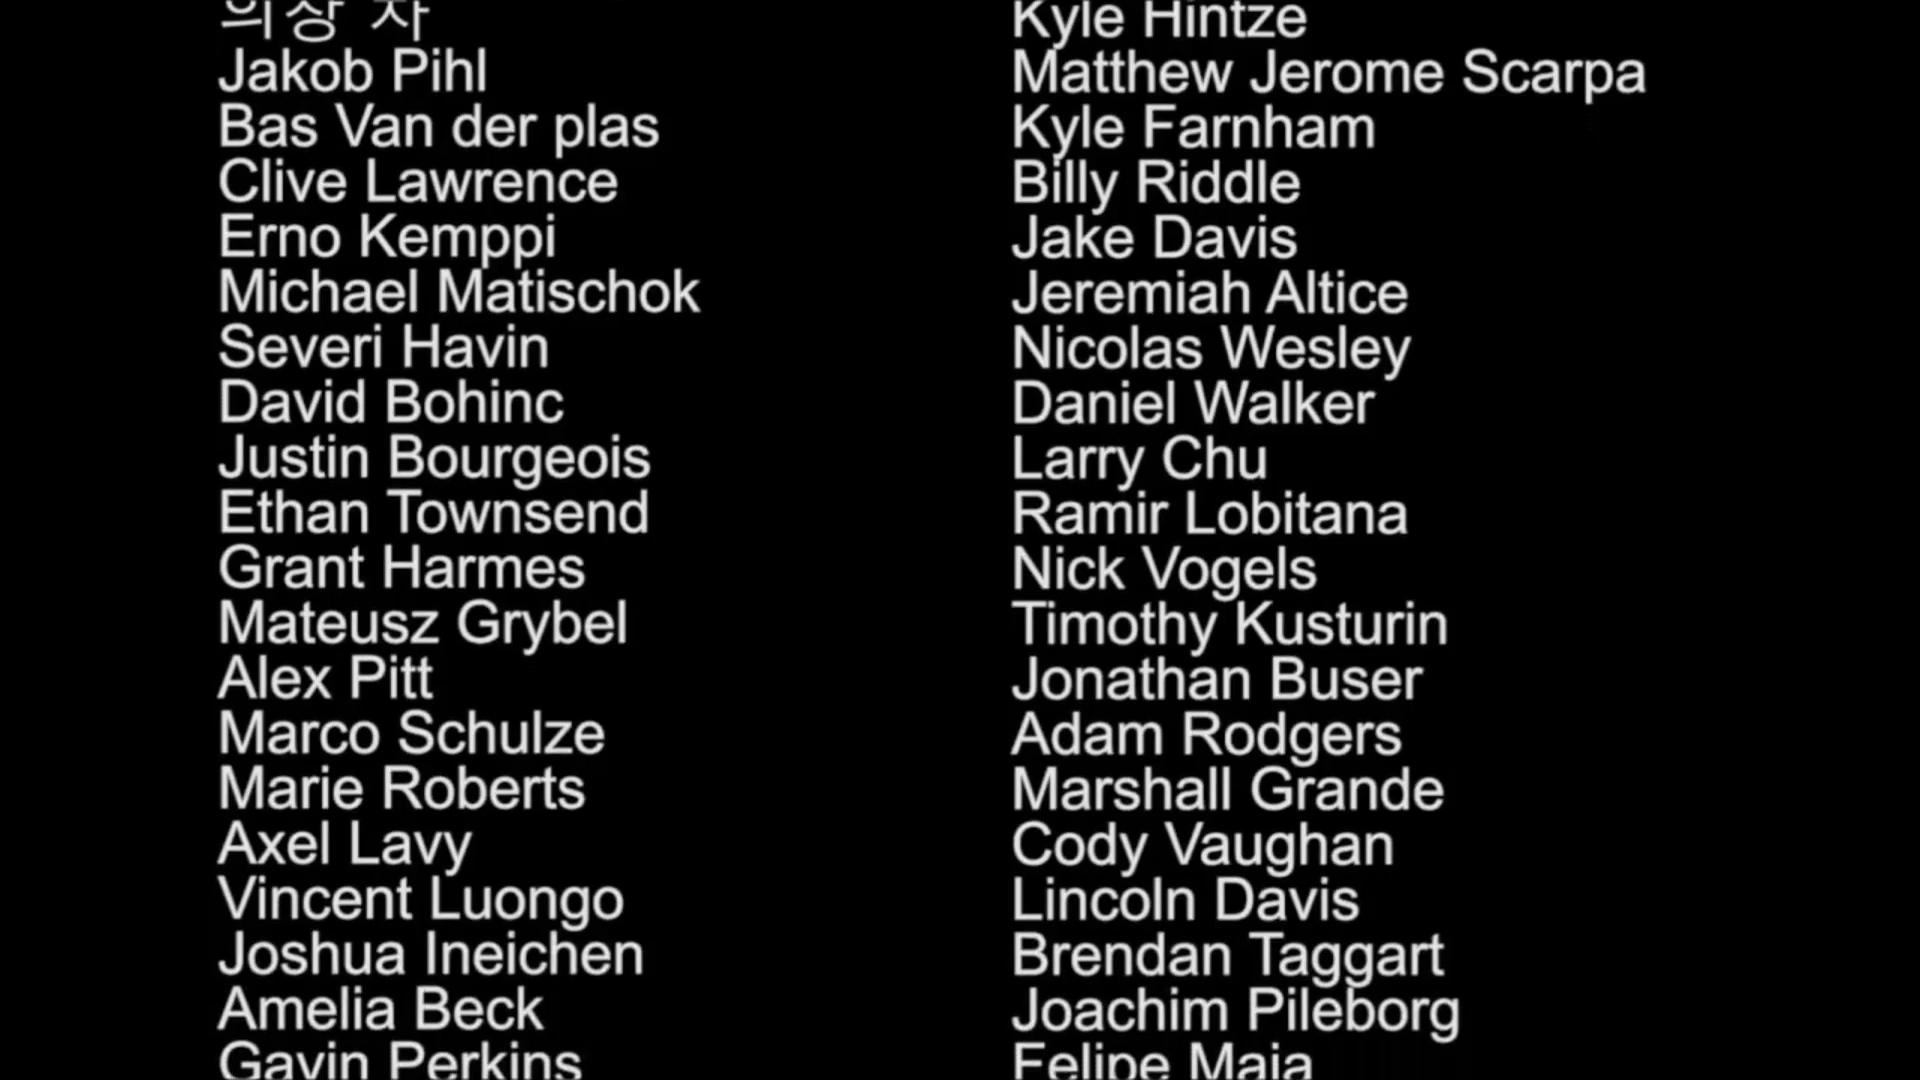 Jakob Pihl
Bas Van der plas
Clive Lawrence
Erno Kemppi
Michael Matischok
Severi Havin
David Bohinc
Justin Bourgeois
Ethan Townsend
Grant Harmes
Mateusz Grybel
Alex Pitt
Marco Schulze
Marie Roberts
Axel Lavy
Vincent Luongo
Joshua Ineichen
Amelia Beck
Gavin Perkins
Kyle Hintze
Matthew Jerome Scarpa
Kyle Farnham
Billy Riddle
Jake Davis
Jeremiah Altice
Nicolas Wesley
Daniel Walker
Larry Chu
Ramir Lobitana
Nick Vogels
Timothy Kusturin
Jonathan Buser
Adam Rodgers
Marshall Grande
Cody Vaughan
Lincoln Davis
Brendan Taggart
Joachim Pileborg
Felipe Maia